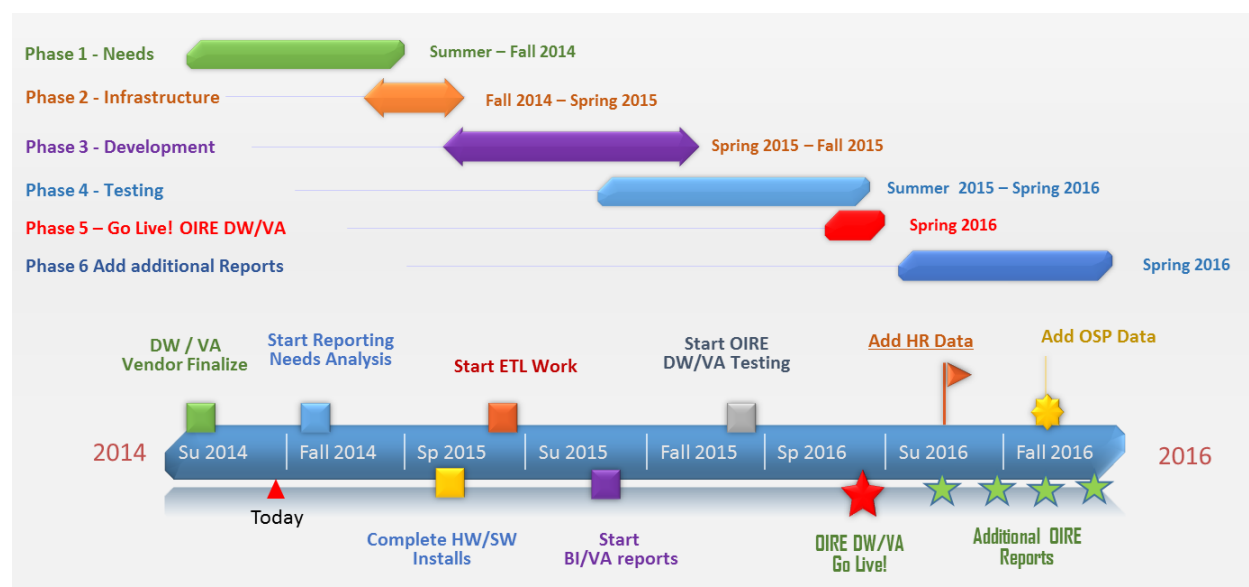 Phase 1 - Needs
Summer – Fall 2014
Phase 2 - Infrastructure
Fall 2014 – Spring 2015
Phase 3 - Development
Spring 2015 – Fall 2015
Phase 4 - Testing
Summer 2015 – Spring 2016
Phase 5 – Go Live! OIRE DW/VA
Spring 2016
Phase 6 Add additional Reports
Spring 2016
DW / VA
Vendor Finalize
Start Reporting
Needs Analysis
Start ETL Work
Start OIRE
DW/VA Testing
Add HR Data
Add OSP Data
2014
Su 2014
Fall 2014
Sp 2015
Su 2015
Fall 2015
Sp 2016
Su 2016
Fall 2016
2016
Today
Complete HW/SW
Installs
Start
BI/VA reports
OIRE DW/VA
Go Live!
Additional OIRE
Reports